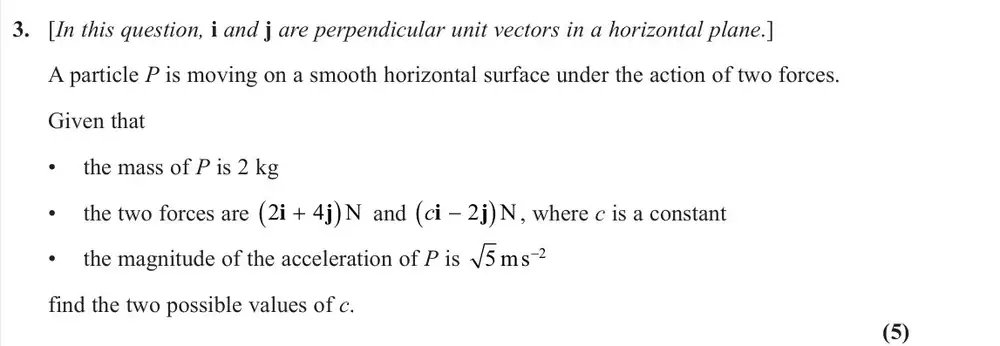 3. [In this question, i and j are perpendicular unit vectors in a horizontal plane.]
A particle P is moving on a smooth horizontal surface under the action of two forces.
Given that
• the mass of P is 2 kg
• the two forces are (2i + 4j) N and (ci − 2j) N, where c is a constant
• the magnitude of the acceleration of P is √5 m s⁻²
find the two possible values of c.
(5)